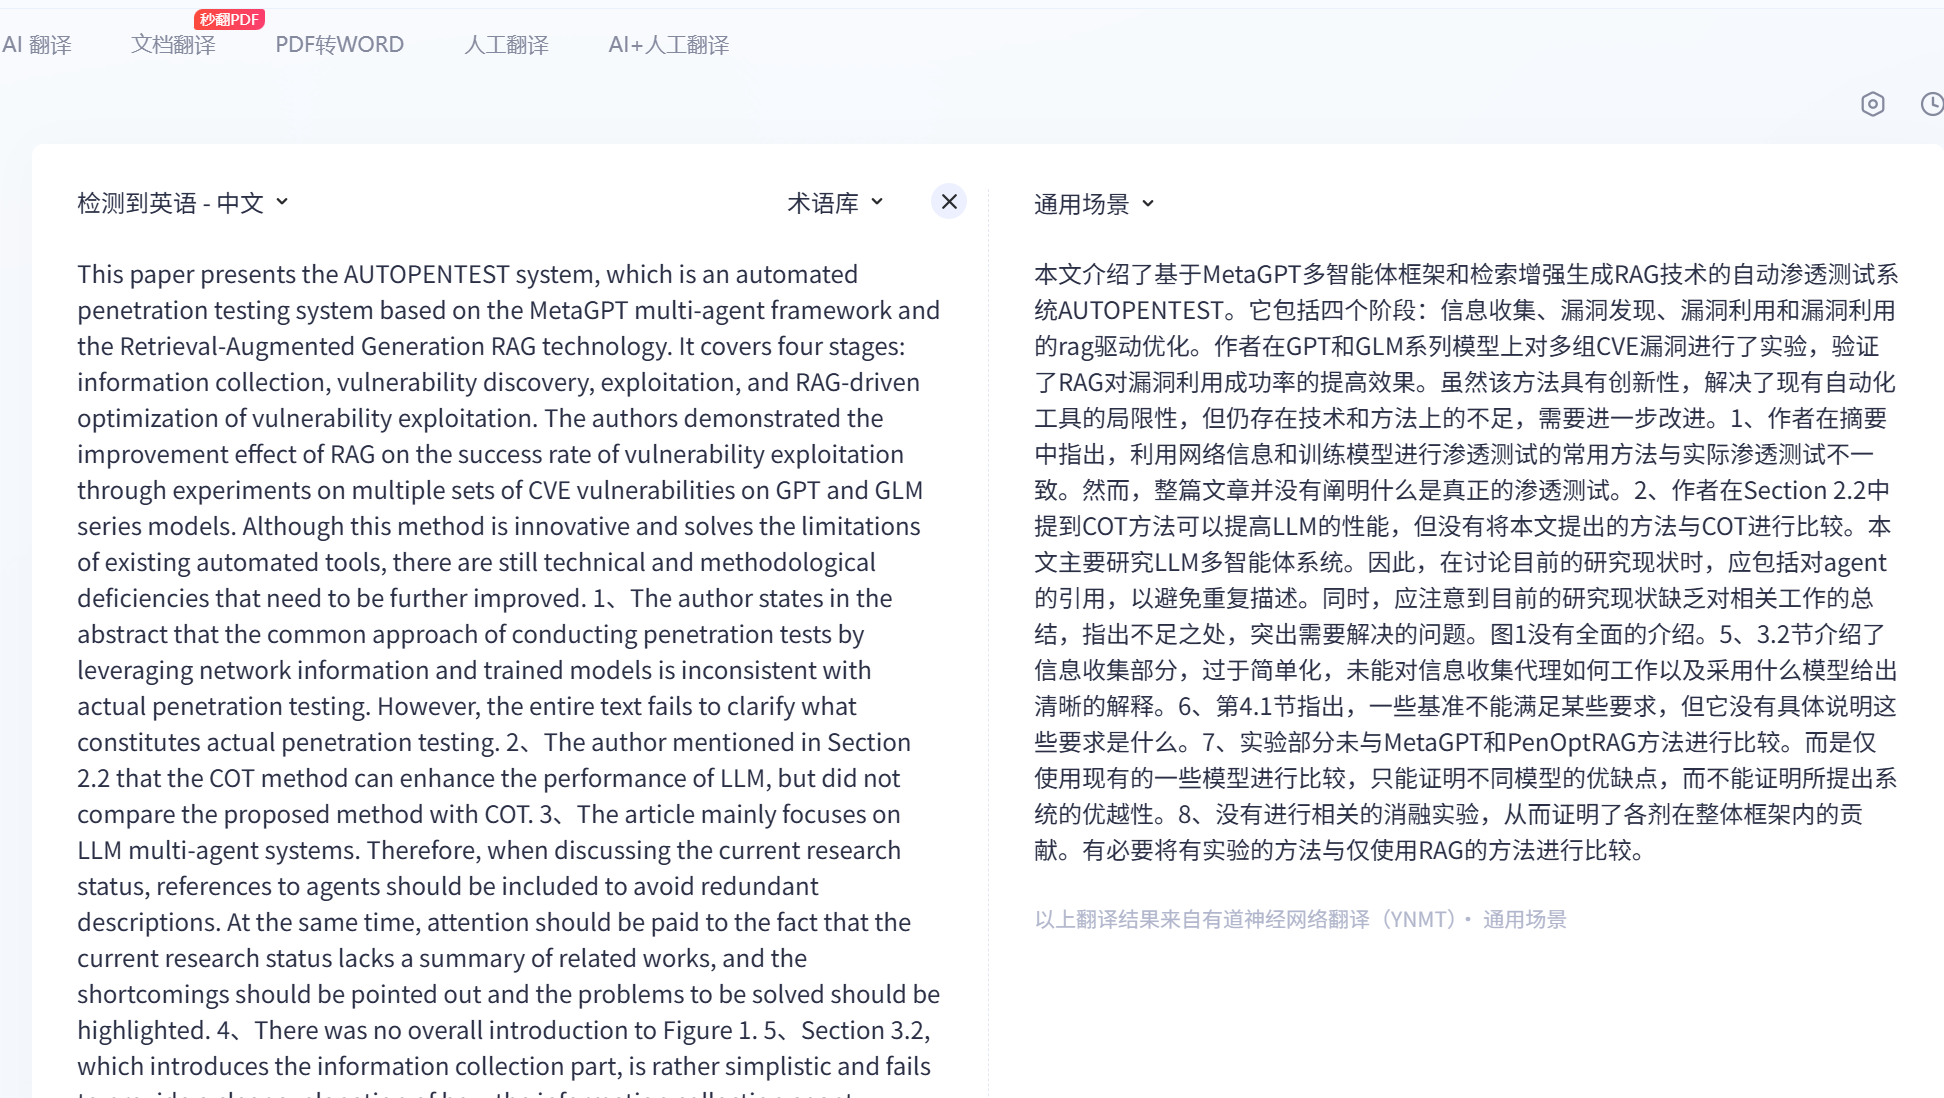 秒翻PDF
AI 翻译
文档翻译
PDF转WORD
人工翻译
AI+人工翻译
检测到英语 - 中文
术语库
This paper presents the AUTOPENTEST system, which is an automated
penetration testing system based on the MetaGPT multi-agent framework and
the Retrieval-Augmented Generation RAG technology. It covers four stages:
information collection, vulnerability discovery, exploitation, and RAG-driven
optimization of vulnerability exploitation. The authors demonstrated the
improvement effect of RAG on the success rate of vulnerability exploitation
through experiments on multiple sets of CVE vulnerabilities on GPT and GLM
series models. Although this method is innovative and solves the limitations
of existing automated tools, there are still technical and methodological
deficiencies that need to be further improved. 1、The author states in the
abstract that the common approach of conducting penetration tests by
leveraging network information and trained models is inconsistent with
actual penetration testing. However, the entire text fails to clarify what
constitutes actual penetration testing. 2、The author mentioned in Section
2.2 that the COT method can enhance the performance of LLM, but did not
compare the proposed method with COT. 3、The article mainly focuses on
LLM multi-agent systems. Therefore, when discussing the current research
status, references to agents should be included to avoid redundant
descriptions. At the same time, attention should be paid to the fact that the
current research status lacks a summary of related works, and the
shortcomings should be pointed out and the problems to be solved should be
highlighted. 4、There was no overall introduction to Figure 1. 5、Section 3.2,
which introduces the information collection part, is rather simplistic and fails
通用场景
本文介绍了基于MetaGPT多智能体框架和检索增强生成RAG技术的自动渗透测试系
统AUTOPENTEST。它包括四个阶段：信息收集、漏洞发现、漏洞利用和漏洞利用
的rag驱动优化。作者在GPT和GLM系列模型上对多组CVE漏洞进行了实验，验证
了RAG对漏洞利用成功率的提高效果。虽然该方法具有创新性，解决了现有自动化
工具的局限性，但仍存在技术和方法上的不足，需要进一步改进。1、作者在摘要
中指出，利用网络信息和训练模型进行渗透测试的常用方法与实际渗透测试不一
致。然而，整篇文章并没有阐明什么是真正的渗透测试。2、作者在Section 2.2中
提到COT方法可以提高LLM的性能，但没有将本文提出的方法与COT进行比较。本
文主要研究LLM多智能体系统。因此，在讨论目前的研究现状时，应包括对agent
的引用，以避免重复描述。同时，应注意到目前的研究现状缺乏对相关工作的总
结，指出不足之处，突出需要解决的问题。图1没有全面的介绍。5、3.2节介绍了
信息收集部分，过于简单化，未能对信息收集代理如何工作以及采用什么模型给出
清晰的解释。6、第4.1节指出，一些基准不能满足某些要求，但它没有具体说明这
些要求是什么。7、实验部分未与MetaGPT和PenOptRAG方法进行比较。而是仅
使用现有的一些模型进行比较，只能证明不同模型的优缺点，而不能证明所提出系
统的优越性。8、没有进行相关的消融实验，从而证明了各剂在整体框架内的贡
献。有必要将有实验的方法与仅使用RAG的方法进行比较。
以上翻译结果来自有道神经网络翻译（YNMT）· 通用场景